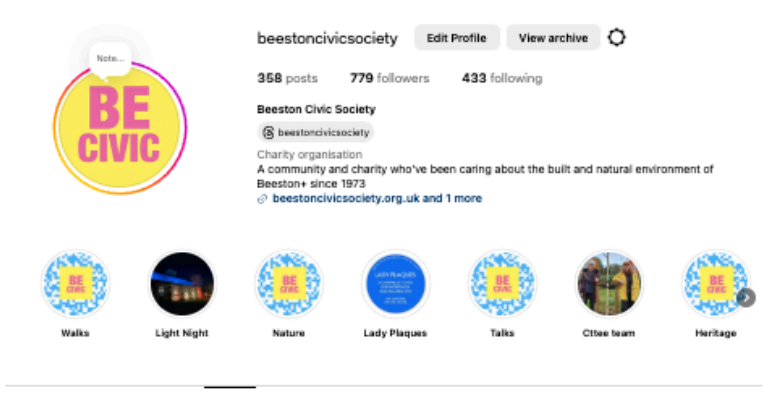 Note...
BE
CIVIC
beestoncivicsociety Edit Profile View archive
358 posts 779 followers 433 following
Beeston Civic Society
beestoncivicsociety
Charity organisation
A community and charity who've been caring about the built and natural environment of
Beeston+ since 1973
beestoncivicsociety.org.uk and 1 more
BE
CIVIC
BE
CIVIC
LADY PLAQUES
BE
CIVIC
BE
CIVIC
Walks Light Night Nature Lady Plaques Talks Cttee team Heritage